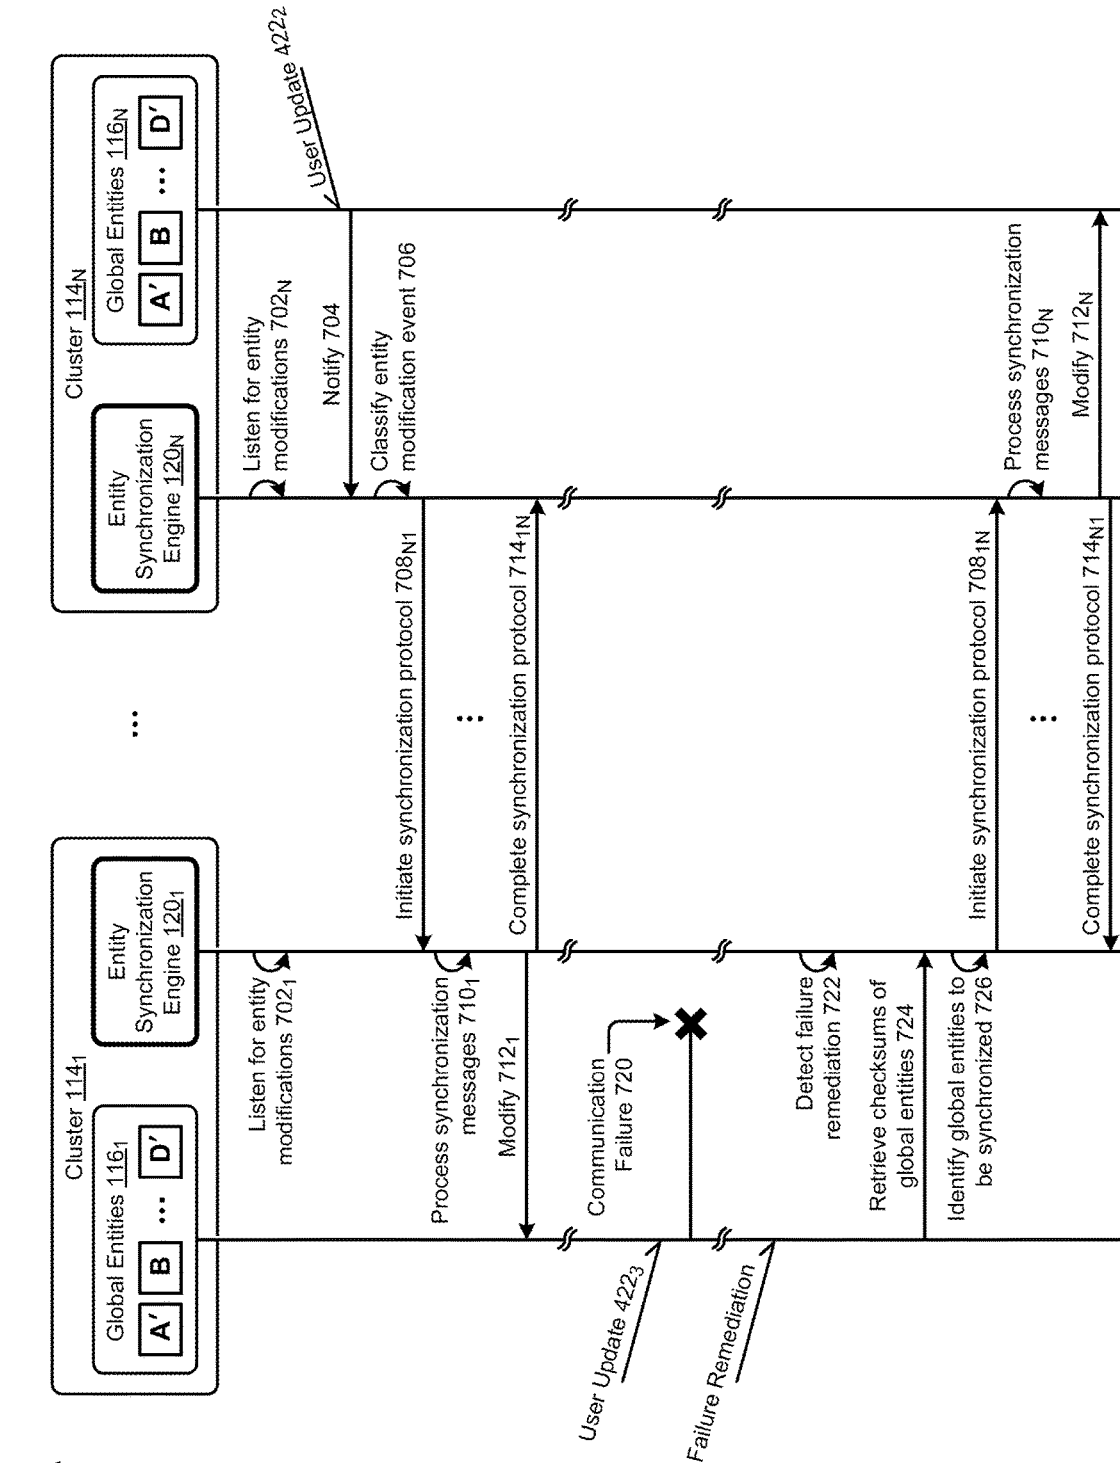 Cluster 114₁
Cluster 114N
Global Entities 116₁
A′ B ... D′
Entity
Synchronization
Engine 120₁
...
Entity
Synchronization
Engine 120N
Global Entities 116N
A′ B ... D′
Listen for entity
modifications 702₁
Listen for entity
modifications 702N
User Update 422₂
Notify 704
Classify entity
modification event 706
Initiate synchronization protocol 708N1
Process synchronization
messages 710₁
...
Modify 712₁
Complete synchronization protocol 714₁N
User Update 422₃
Communication
Failure 720
Failure Remediation
Detect failure
remediation 722
Retrieve checksums of
global entities 724
Identify global entities to
be synchronized 726
Initiate synchronization protocol 708₁N
Process synchronization
messages 710N
...
Modify 712N
Complete synchronization protocol 714N1